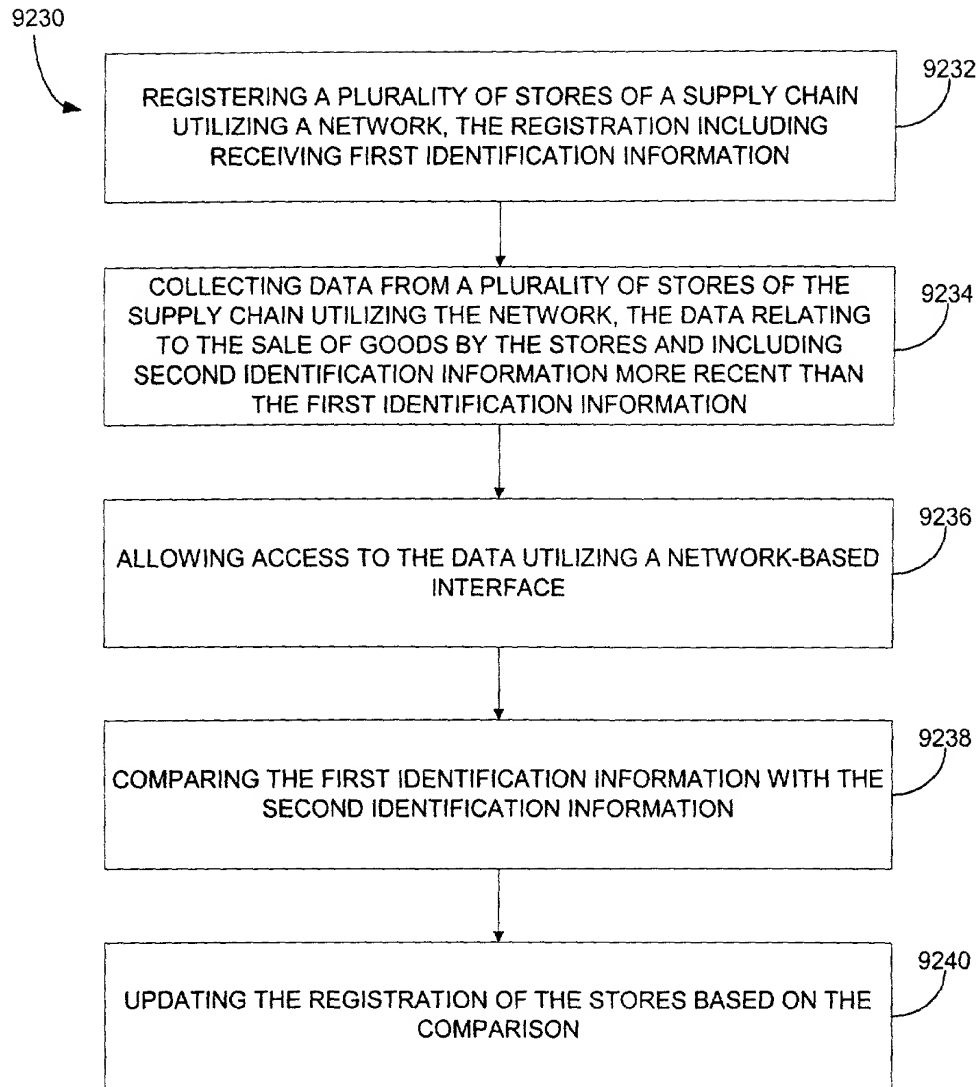 9230
9232
REGISTERING A PLURALITY OF STORES OF A SUPPLY CHAIN
UTILIZING A NETWORK, THE REGISTRATION INCLUDING
RECEIVING FIRST IDENTIFICATION INFORMATION
9234
COLLECTING DATA FROM A PLURALITY OF STORES OF THE
SUPPLY CHAIN UTILIZING THE NETWORK, THE DATA RELATING
TO THE SALE OF GOODS BY THE STORES AND INCLUDING
SECOND IDENTIFICATION INFORMATION MORE RECENT THAN
THE FIRST IDENTIFICATION INFORMATION
9236
ALLOWING ACCESS TO THE DATA UTILIZING A NETWORK-BASED
INTERFACE
9238
COMPARING THE FIRST IDENTIFICATION INFORMATION WITH THE
SECOND IDENTIFICATION INFORMATION
9240
UPDATING THE REGISTRATION OF THE STORES BASED ON THE
COMPARISON